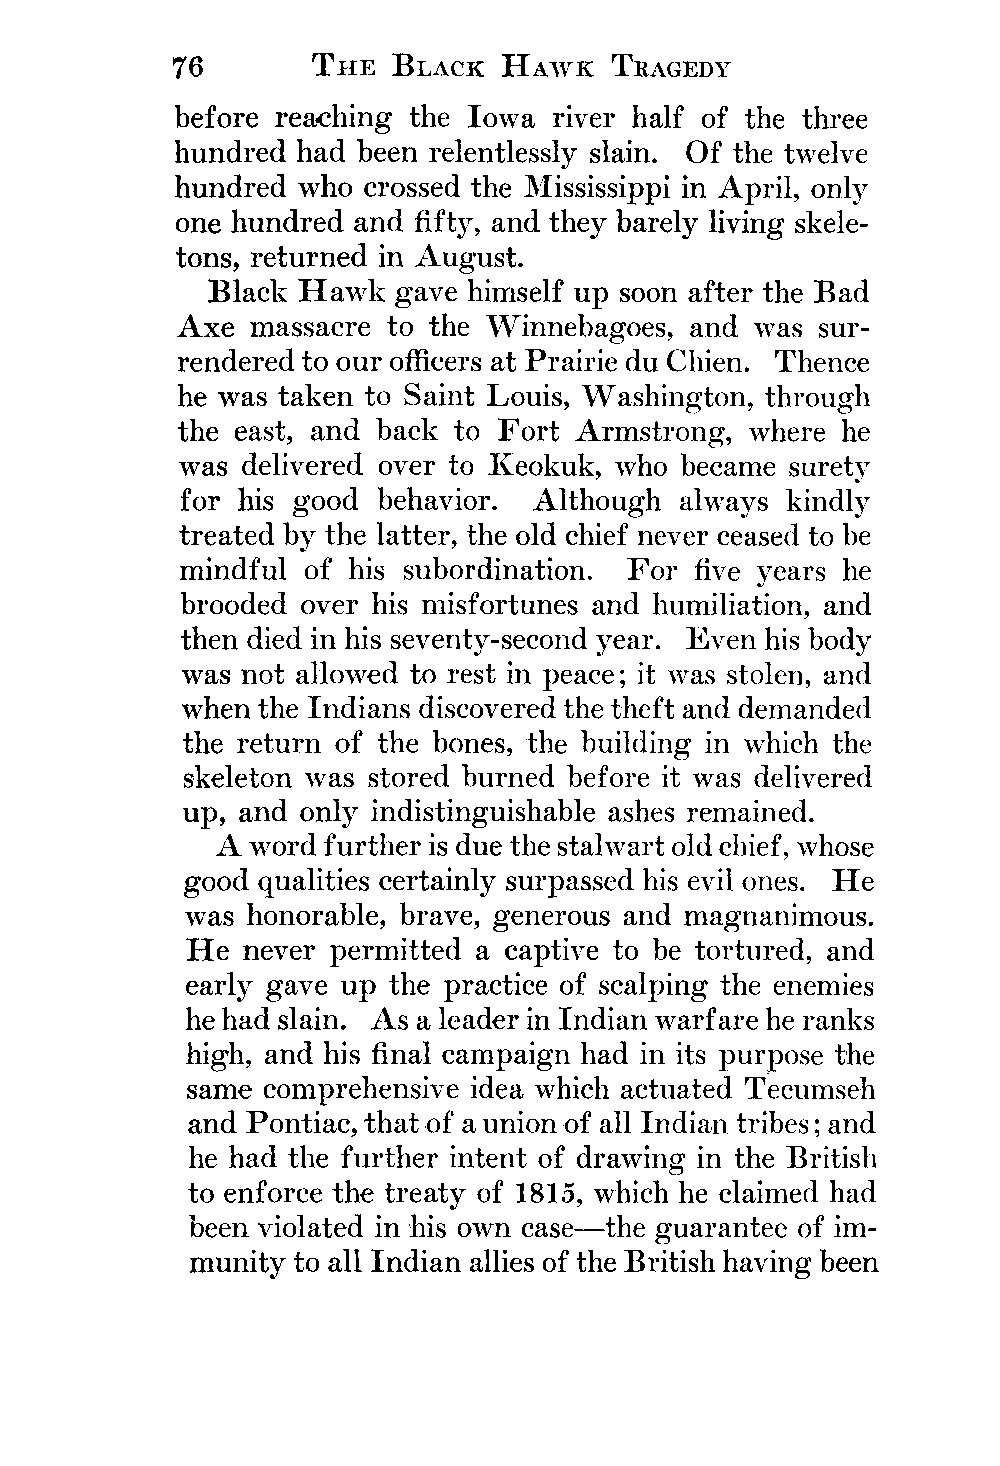 76 THE BLACK HAWK TRAGEDY
before reaching the Iowa river half of the three
hundred had been relentlessly slain. Of the twelve
hundred who crossed the Mississippi in April, only
one hundred and fifty, and they barely living skele-
tons, returned in August.
Black Hawk gave himself up soon after the Bad
Axe massacre to the Winnebagoes, and was sur-
rendered to our officers at Prairie du Chien. Thence
he was taken to Saint Louis, Washington, through
the east, and back to Fort Armstrong, where he
was delivered over to Keokuk, who became surety
for his good behavior. Although always kindly
treated by the latter, the old chief never ceased to be
mindful of his subordination. For five years he
brooded over his misfortunes and humiliation, and
then died in his seventy-second year. Even his body
was not allowed to rest in peace; it was stolen, and
when the Indians discovered the theft and demanded
the return of the bones, the building in which the
skeleton was stored burned before it was delivered
up, and only indistinguishable ashes remained.
A word further is due the stalwart old chief, whose
good qualities certainly surpassed his evil ones. He
was honorable, brave, generous and magnanimous.
He never permitted a captive to be tortured, and
early gave up the practice of scalping the enemies
he had slain. As a leader in Indian warfare he ranks
high, and his final campaign had in its purpose the
same comprehensive idea which actuated Tecumseh
and Pontiac, that of a union of all Indian tribes; and
he had the further intent of drawing in the British
to enforce the treaty of 1815, which he claimed had
been violated in his own case—the guarantee of im-
munity to all Indian allies of the British having been